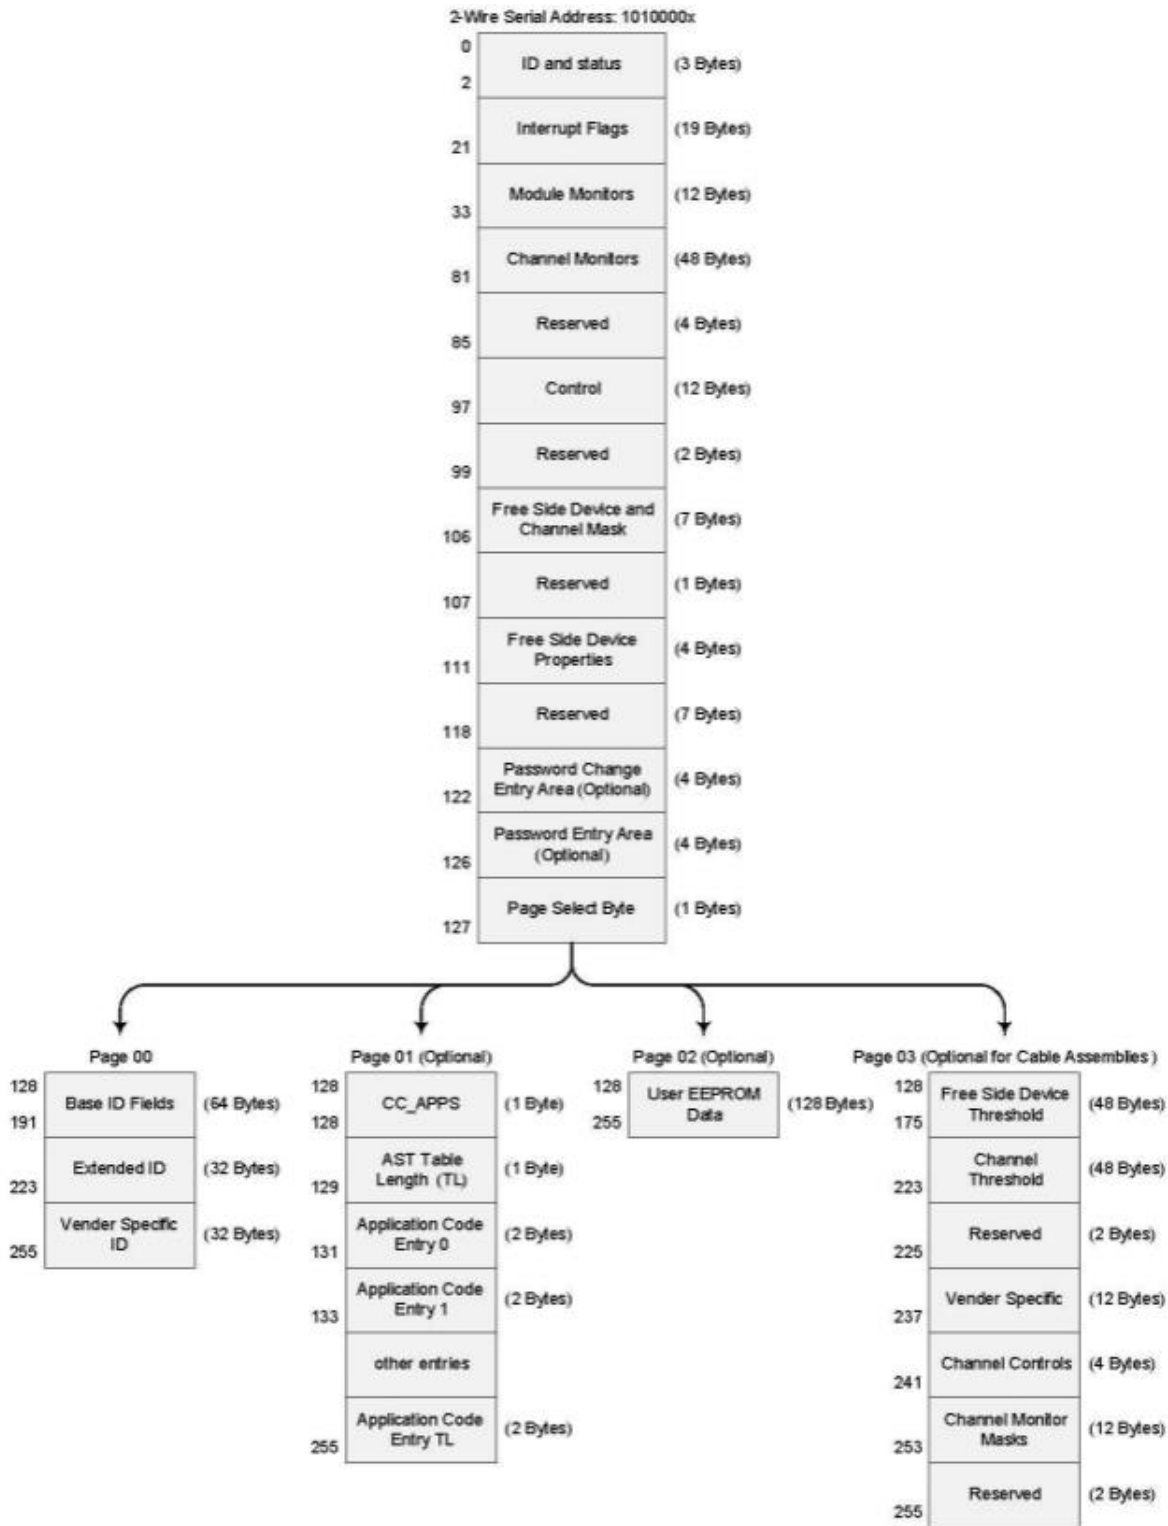 2-Wire Serial Address: 1010000x
0
ID and status (3 Bytes)
2
Interrupt Flags (19 Bytes)
21
Module Monitors (12 Bytes)
33
Channel Monitors (48 Bytes)
81
Reserved (4 Bytes)
85
Control (12 Bytes)
97
Reserved (2 Bytes)
99
Free Side Device and
Channel Mask
(7 Bytes)
106
Reserved (1 Bytes)
107
Free Side Device
Properties
(4 Bytes)
111
Reserved (7 Bytes)
118
Password Change
Entry Area (Optional)
(4 Bytes)
122
Password Entry Area
(Optional)
(4 Bytes)
126
Page Select Byte (1 Bytes)
127
Page 00
128
Base ID Fields (64 Bytes)
191
Extended ID (32 Bytes)
223
Vender Specific
ID
(32 Bytes)
255
Page 01 (Optional)
128
CC_APPS (1 Byte)
128
AST Table
Length (TL)
(1 Byte)
129
Application Code
Entry 0
(2 Bytes)
131
Application Code
Entry 1
(2 Bytes)
133
other entries
Application Code
Entry TL
(2 Bytes)
255
Page 02 (Optional)
128
User EEPROM
Data
(128 Bytes)
255
Page 03 (Optional for Cable Assemblies )
128
Free Side Device
Threshold
(48 Bytes)
175
Channel
Threshold
(48 Bytes)
223
Reserved (2 Bytes)
225
Vender Specific (12 Bytes)
237
Channel Controls (4 Bytes)
241
Channel Monitor
Masks
(12 Bytes)
253
Reserved (2 Bytes)
255